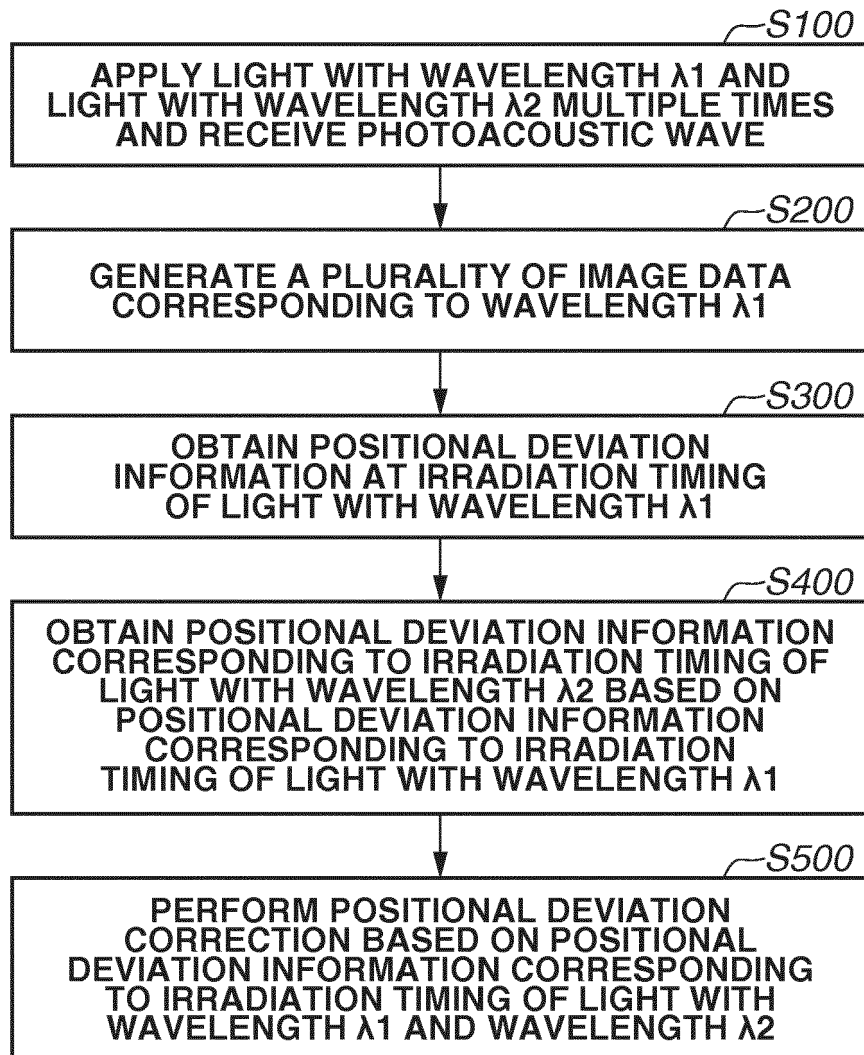 S100
APPLY LIGHT WITH WAVELENGTH λ1 AND
LIGHT WITH WAVELENGTH λ2 MULTIPLE TIMES
AND RECEIVE PHOTOACOUSTIC WAVE
S200
GENERATE A PLURALITY OF IMAGE DATA
CORRESPONDING TO WAVELENGTH λ1
S300
OBTAIN POSITIONAL DEVIATION
INFORMATION AT IRRADIATION TIMING
OF LIGHT WITH WAVELENGTH λ1
S400
OBTAIN POSITIONAL DEVIATION INFORMATION
CORRESPONDING TO IRRADIATION TIMING OF
LIGHT WITH WAVELENGTH λ2 BASED ON
POSITIONAL DEVIATION INFORMATION
CORRESPONDING TO IRRADIATION
TIMING OF LIGHT WITH WAVELENGTH λ1
S500
PERFORM POSITIONAL DEVIATION
CORRECTION BASED ON POSITIONAL
DEVIATION INFORMATION CORRESPONDING
TO IRRADIATION TIMING OF LIGHT WITH
WAVELENGTH λ1 AND WAVELENGTH λ2